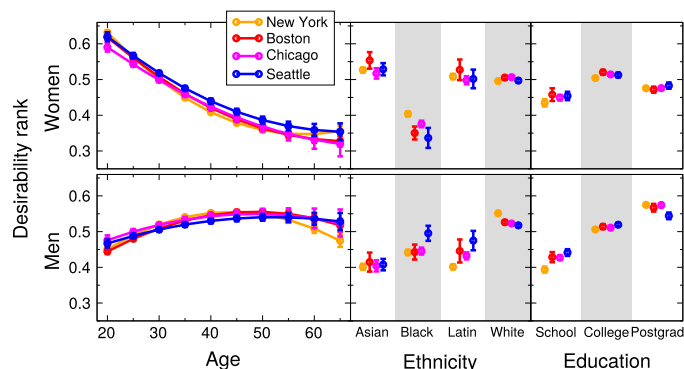 New York
Boston
Chicago
Seattle
0.6
0.5
0.4
0.3
Women
Desirability rank
0.6
0.5
0.4
0.3
Men
20 30 40 50 60
Asian Black Latin White
School College Postgrad
Age
Ethnicity
Education